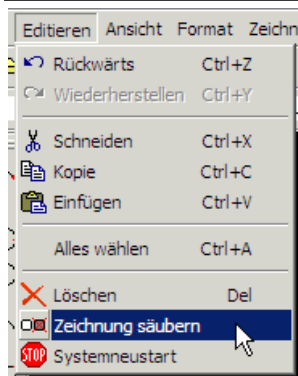 Editieren Ansicht Format Zeichn
Rückwärts Ctrl+Z
Wiederherstellen Ctrl+Y
Schneiden Ctrl+X
Kopie Ctrl+C
Einfügen Ctrl+V
Alles wählen Ctrl+A
Löschen Del
Zeichnung säubern
STOP Systemneustart